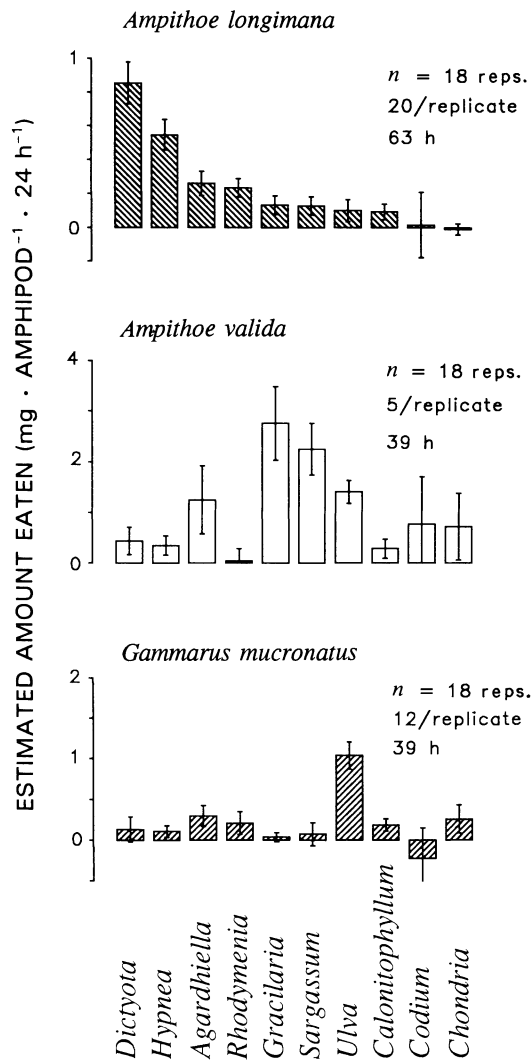 Ampithoe longimana
1
0
n = 18 reps.
20/replicate
63 h
Ampithoe valida
4
2
0
n = 18 reps.
5/replicate
39 h
Gammarus mucronatus
2
1
0
n = 18 reps.
12/replicate
39 h
ESTIMATED AMOUNT EATEN (mg · AMPHIPOD⁻¹ · 24 h⁻¹)
Dictyota
Hypnea
Agardhiella
Rhodymenia
Gracilaria
Sargassum
Ulva
Calonitophyllum
Codium
Chondria